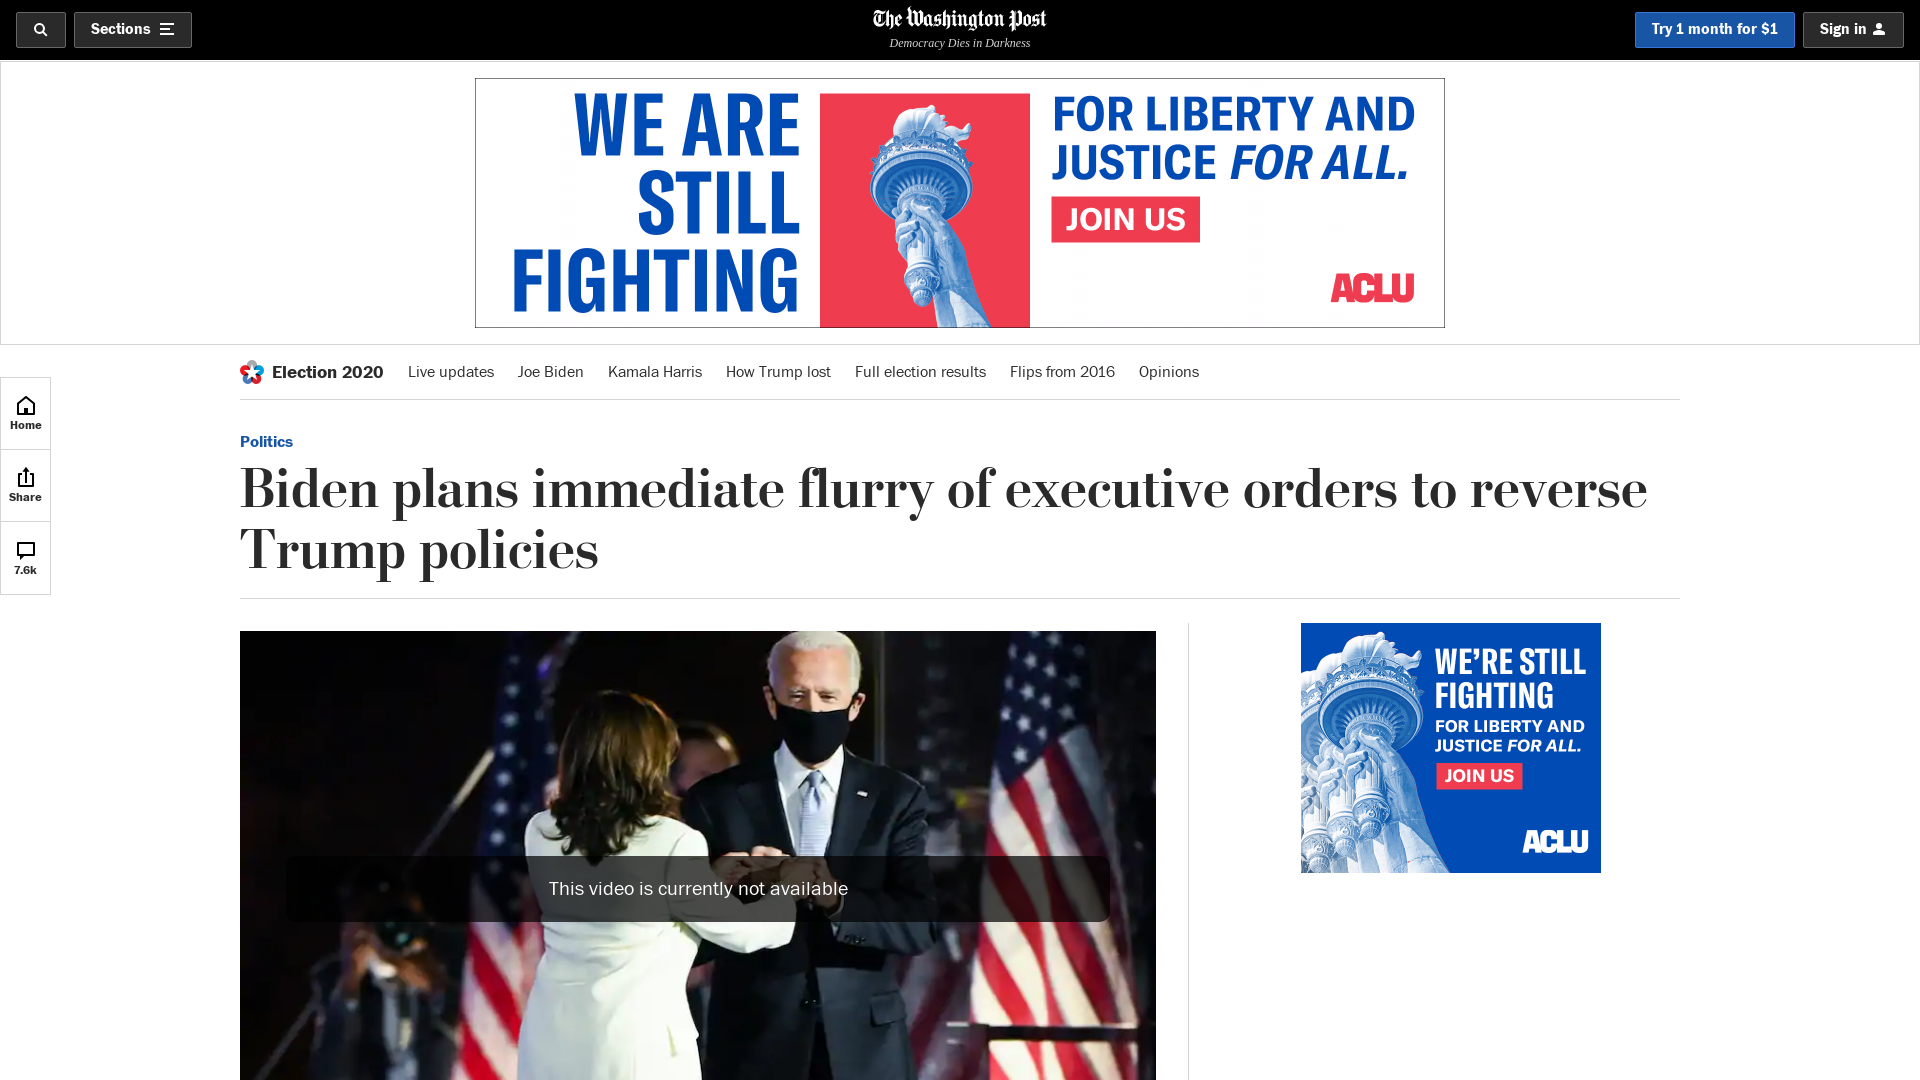 Sections
The Washington Post
Democracy Dies in Darkness
Try 1 month for $1
Sign in
WE ARE
STILL
FIGHTING
FOR LIBERTY AND
JUSTICE FOR ALL.
JOIN US
ACLU
Election 2020 Live updates Joe Biden Kamala Harris How Trump lost Full election results Flips from 2016 Opinions
Home
Share
7.6k
Politics
Biden plans immediate flurry of executive orders to reverse
Trump policies
This video is currently not available
WE'RE STILL
FIGHTING
FOR LIBERTY AND
JUSTICE FOR ALL.
JOIN US
ACLU